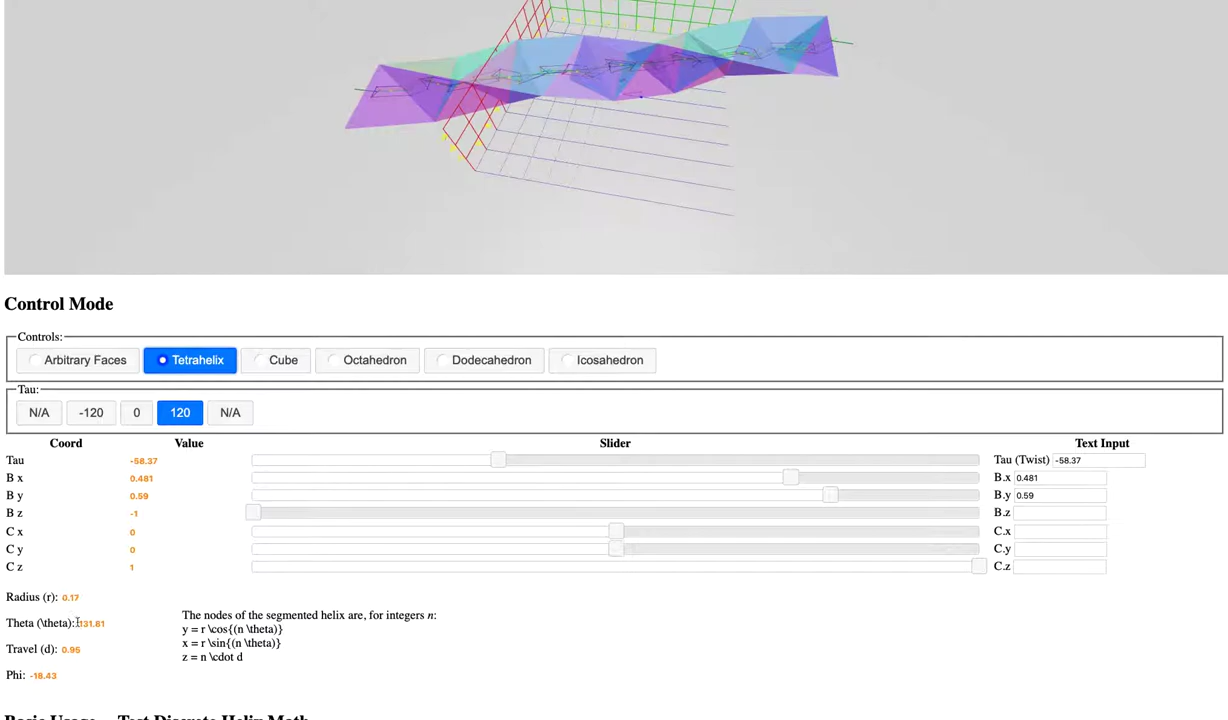 Control Mode
Controls:
Arbitrary Faces Tetrahelix Cube Octahedron Dodecahedron Icosahedron
Tau:
N/A -120 0 120 N/A
Coord Value Slider Text Input
Tau -58.37 Tau (Twist) -58.37
B x 0.481 B.x 0.481
B y 0.59 B.y 0.59
B z -1 B.z
C x 0 C.x
C y 0 C.y
C z 1 C.z
Radius (r): 0.17
Theta (\theta): 131.61
Travel (d): 0.95
Phi: -18.43
The nodes of the segmented helix are, for integers n:
y = r \cos{(n \theta)}
x = r \sin{(n \theta)}
z = n \cdot d